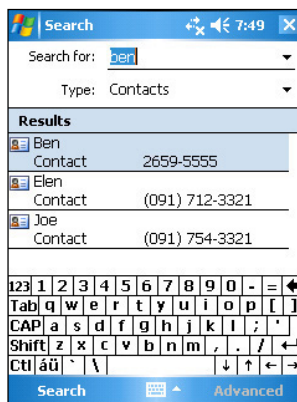 Search 7:49
Search for: ben
Type: Contacts
Results
Ben
Contact 2659-5555
Elen
Contact (091) 712-3321
Joe
Contact (091) 754-3321
123 1 2 3 4 5 6 7 8 9 0 - =
Tab q w e r t y u i o p [ ]
CAP a s d f g h j k l ; '
Shift z x c v b n m , . /
Ctl áü ` \
Search Advanced